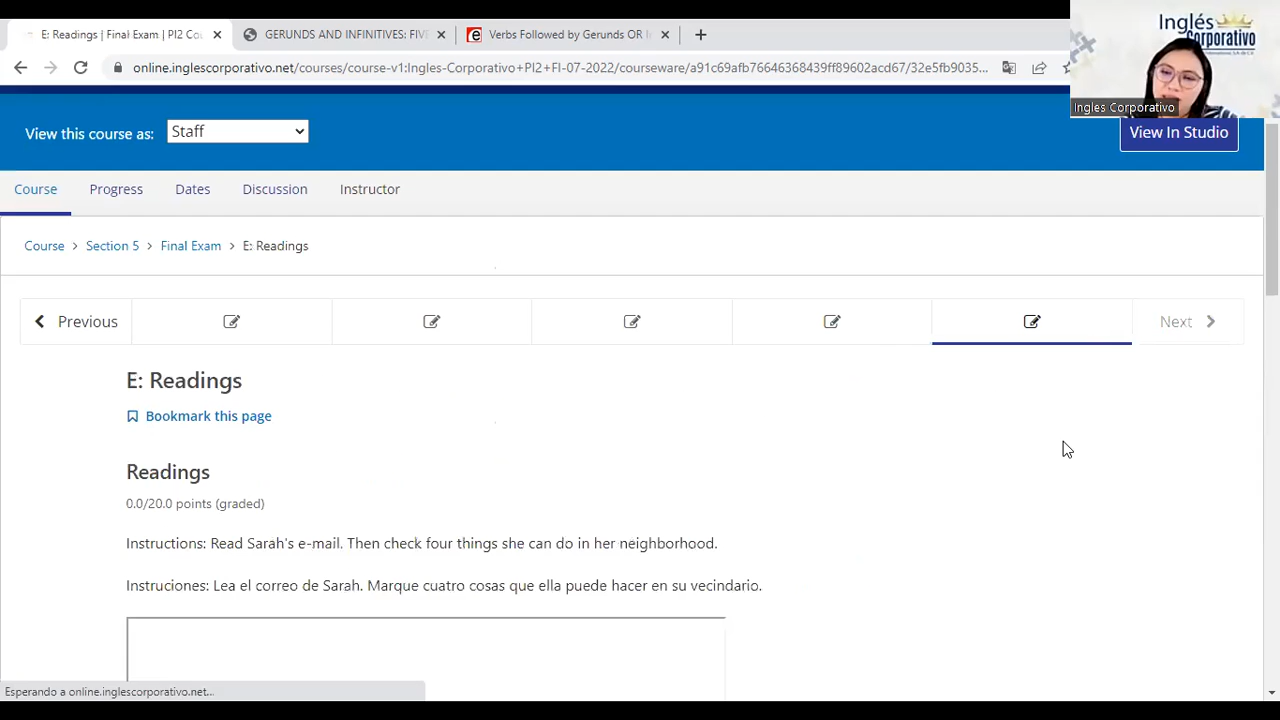 E: Readings | Final Exam | PI2 Co
GERUNDS AND INFINITIVES: FIVE
Verbs Followed by Gerunds OR I
online.inglescorporativo.net/courses/course-v1:Ingles-Corporativo+PI2+FI-07-2022/courseware/a91c69afb76646368439ff89602acd67/32e5fb9035...
Inglés
Corporativo
Ingles Corporativo
View this course as:
Staff
View In Studio
Course
Progress
Dates
Discussion
Instructor
Course > Section 5 > Final Exam > E: Readings
Previous
Next
E: Readings
Bookmark this page
Readings
0.0/20.0 points (graded)
Instructions: Read Sarah's e-mail. Then check four things she can do in her neighborhood.
Instruciones: Lea el correo de Sarah. Marque cuatro cosas que ella puede hacer en su vecindario.
Esperando a online.inglescorporativo.net...